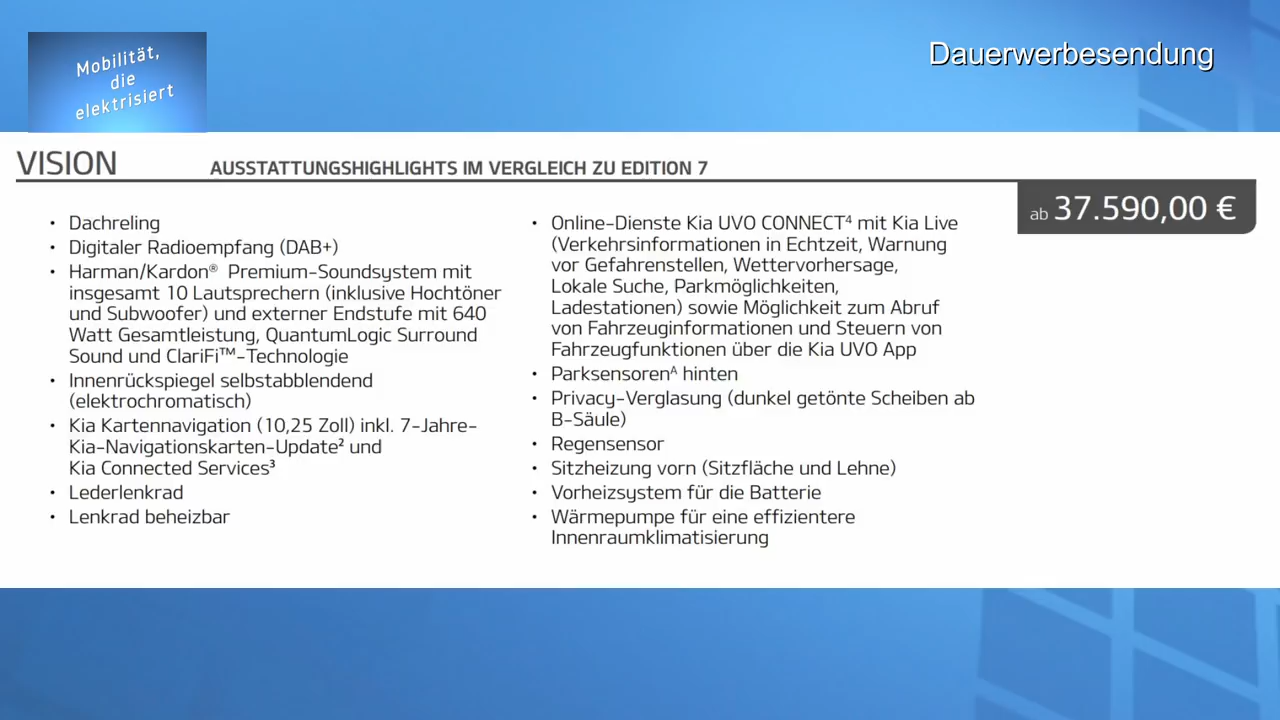 Mobilität,
die
elektrisiert
Dauerwerbesendung
VISION
AUSSTATTUNGSHIGHLIGHTS IM VERGLEICH ZU EDITION 7
ab 37.590,00 €
• Dachreling
• Digitaler Radioempfang (DAB+)
• Harman/Kardon® Premium-Soundsystem mit
insgesamt 10 Lautsprechern (inklusive Hochtöner
und Subwoofer) und externer Endstufe mit 640
Watt Gesamtleistung, QuantumLogic Surround
Sound und ClariFi™-Technologie
• Innenrückspiegel selbstabblendend
(elektrochromatisch)
• Kia Kartennavigation (10,25 Zoll) inkl. 7-Jahre-
Kia-Navigationskarten-Update² und
Kia Connected Services³
• Lederlenkrad
• Lenkrad beheizbar
• Online-Dienste Kia UVO CONNECT⁴ mit Kia Live
(Verkehrsinformationen in Echtzeit, Warnung
vor Gefahrenstellen, Wettervorhersage,
Lokale Suche, Parkmöglichkeiten,
Ladestationen) sowie Möglichkeit zum Abruf
von Fahrzeuginformationen und Steuern von
Fahrzeugfunktionen über die Kia UVO App
• Parksensorenᴬ hinten
• Privacy-Verglasung (dunkel getönte Scheiben ab
B-Säule)
• Regensensor
• Sitzheizung vorn (Sitzfläche und Lehne)
• Vorheizsystem für die Batterie
• Wärmepumpe für eine effizientere
Innenraumklimatisierung